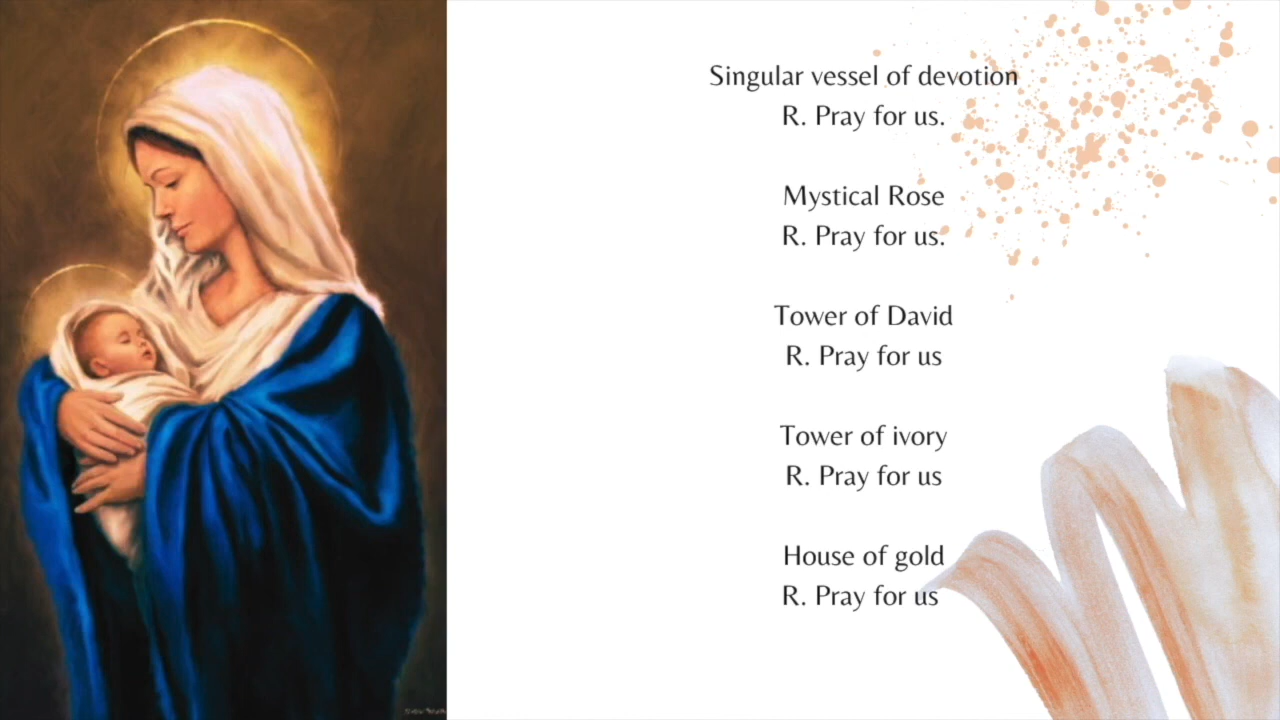 Singular vessel of devotion
R. Pray for us.
Mystical Rose
R. Pray for us.
Tower of David
R. Pray for us
Tower of ivory
R. Pray for us
House of gold
R. Pray for us